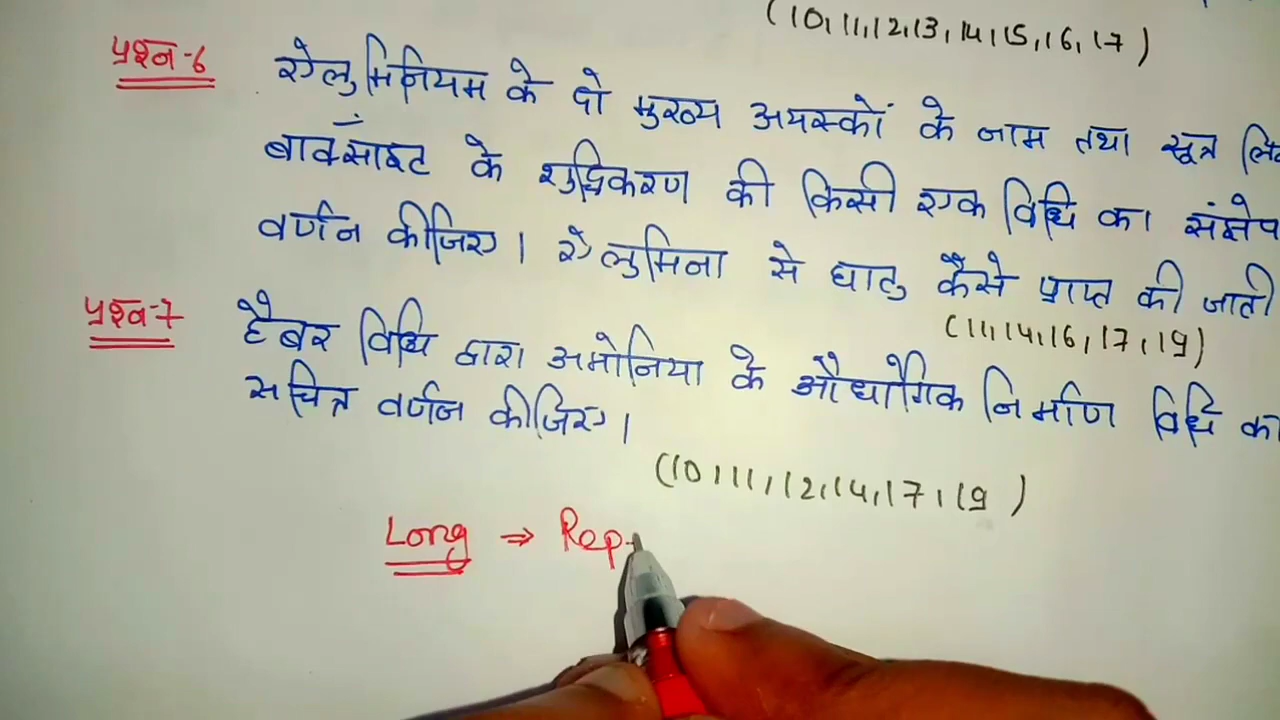 (10,11,12,13,14,15,16,17)
प्रश्न-6 ऐलुमिनियम के दो मुख्य अयस्कों के नाम तथा सूत्र लि
बाक्साइट के शुद्धिकरण की किसी एक विधि का संक्षेप
वर्णन कीजिए। ऐलुमिना से धातु कैसे प्राप्त की जाती
(11,14,16,17,19)
प्रश्न-7 हैबर विधि द्वारा अमोनिया के औद्योगिक निर्माण विधि का
सचित्र वर्णन कीजिए।
(10,11,12,14,17,19)
Long ⇒ Rep